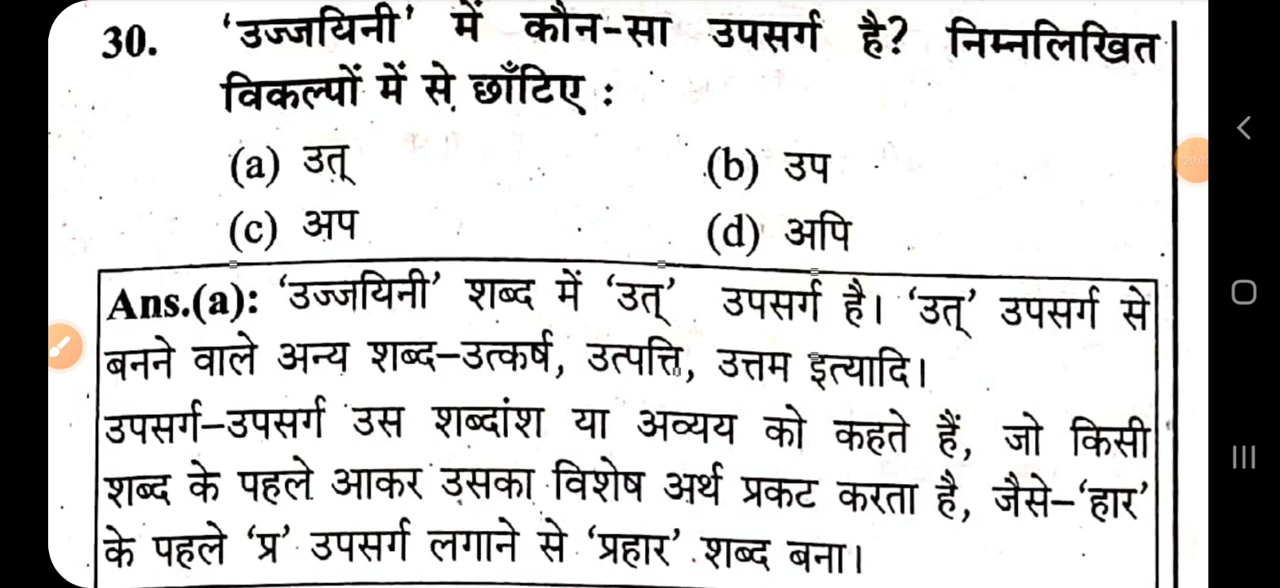 30. 'उज्जयिनी' में कौन-सा उपसर्ग है? निम्नलिखित
विकल्पों में से छाँटिए :
(a) उत् (b) उप
(c) अप (d) अपि
Ans.(a): 'उज्जयिनी' शब्द में 'उत्' उपसर्ग है। 'उत्' उपसर्ग से
बनने वाले अन्य शब्द–उत्कर्ष, उत्पत्ति, उत्तम इत्यादि।
उपसर्ग–उपसर्ग उस शब्दांश या अव्यय को कहते हैं, जो किसी
शब्द के पहले आकर उसका विशेष अर्थ प्रकट करता है, जैसे–'हार'
के पहले 'प्र' उपसर्ग लगाने से 'प्रहार' शब्द बना।